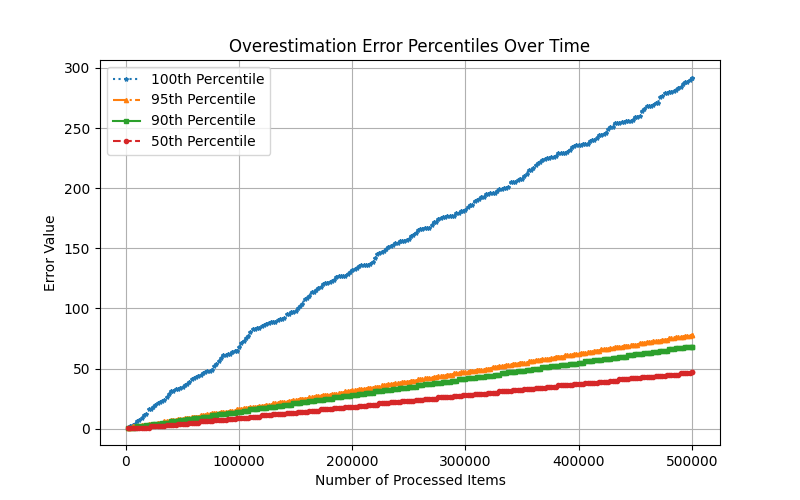 Overestimation Error Percentiles Over Time
300
250
200
150
100
50
0
Error Value
100th Percentile
95th Percentile
90th Percentile
50th Percentile
0 100000 200000 300000 400000 500000
Number of Processed Items